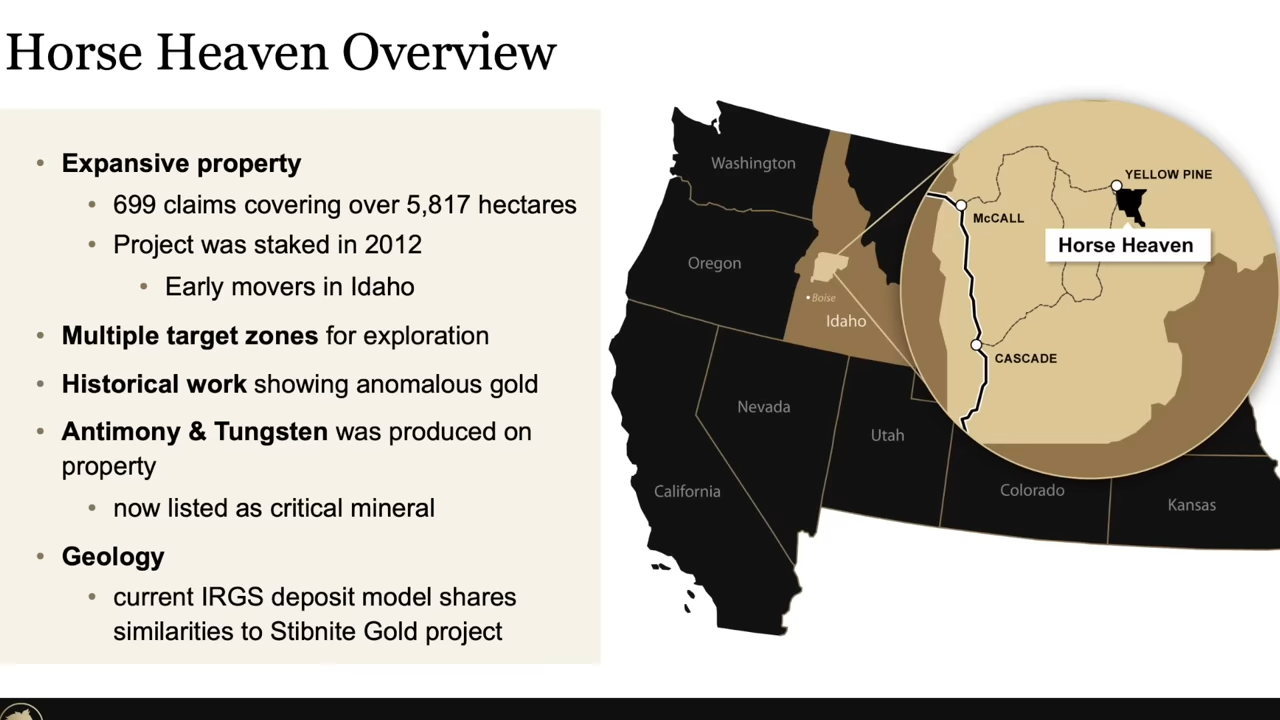 Horse Heaven Overview
• Expansive property
• 699 claims covering over 5,817 hectares
• Project was staked in 2012
• Early movers in Idaho
• Multiple target zones for exploration
• Historical work showing anomalous gold
• Antimony & Tungsten was produced on
property
• now listed as critical mineral
• Geology
• current IRGS deposit model shares
similarities to Stibnite Gold project
Washington
Oregon
Boise
Idaho
Nevada
Utah
California
Colorado
Kansas
YELLOW PINE
McCALL
Horse Heaven
CASCADE